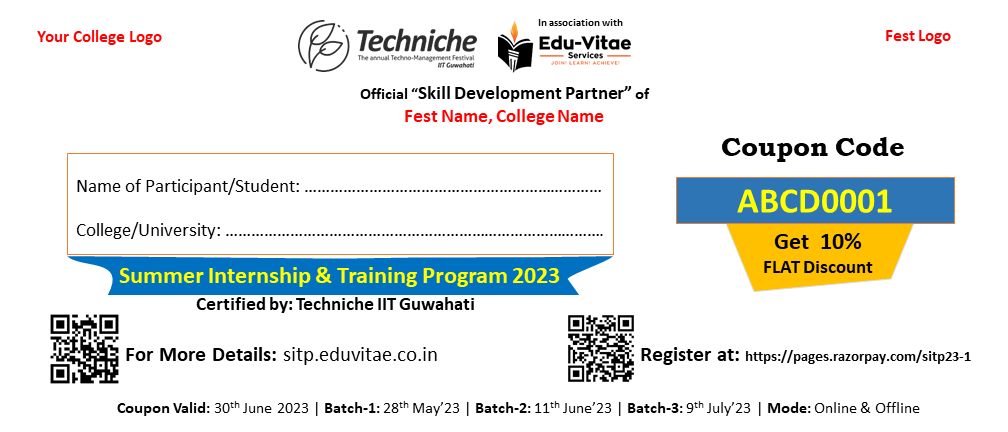 Your College Logo
Techniche
The annual Techno-Management Festival
IIT Guwahati
In association with
Edu-Vitae
Services
JOIN! LEARN! ACHIEVE!
Fest Logo
Official “Skill Development Partner” of
Fest Name, College Name
Coupon Code
Name of Participant/Student: ……………………………………………………………
ABCD0001
College/University: ……………………………………………………………………………
Get 10%
FLAT Discount
Summer Internship & Training Program 2023
Certified by: Techniche IIT Guwahati
For More Details: sitp.eduvitae.co.in
Register at: https://pages.razorpay.com/sitp23-1
Coupon Valid: 30th June 2023 | Batch-1: 28th May’23 | Batch-2: 11th June’23 | Batch-3: 9th July’23 | Mode: Online & Offline